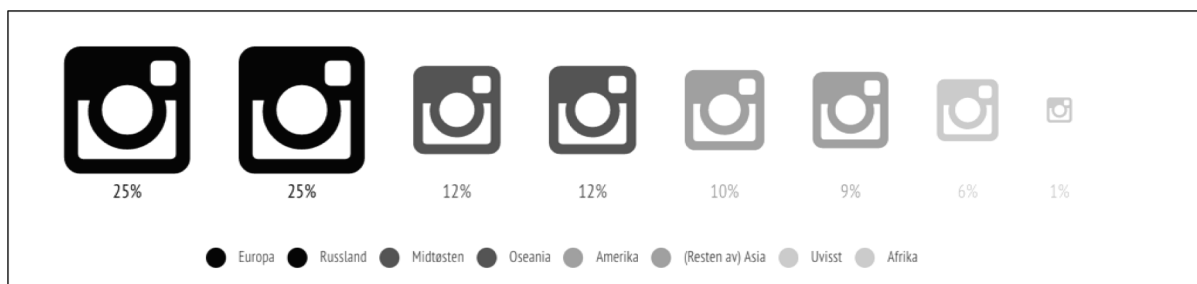 25% 25% 12% 12% 10% 9% 6% 1%
Europa Russland Midtøsten Oseania Amerika (Resten av) Asia Uvisst Afrika